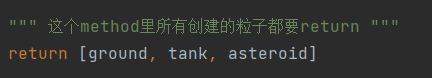 """ 这个method里所有创建的粒子都要return """
return [ground, tank, asteroid]